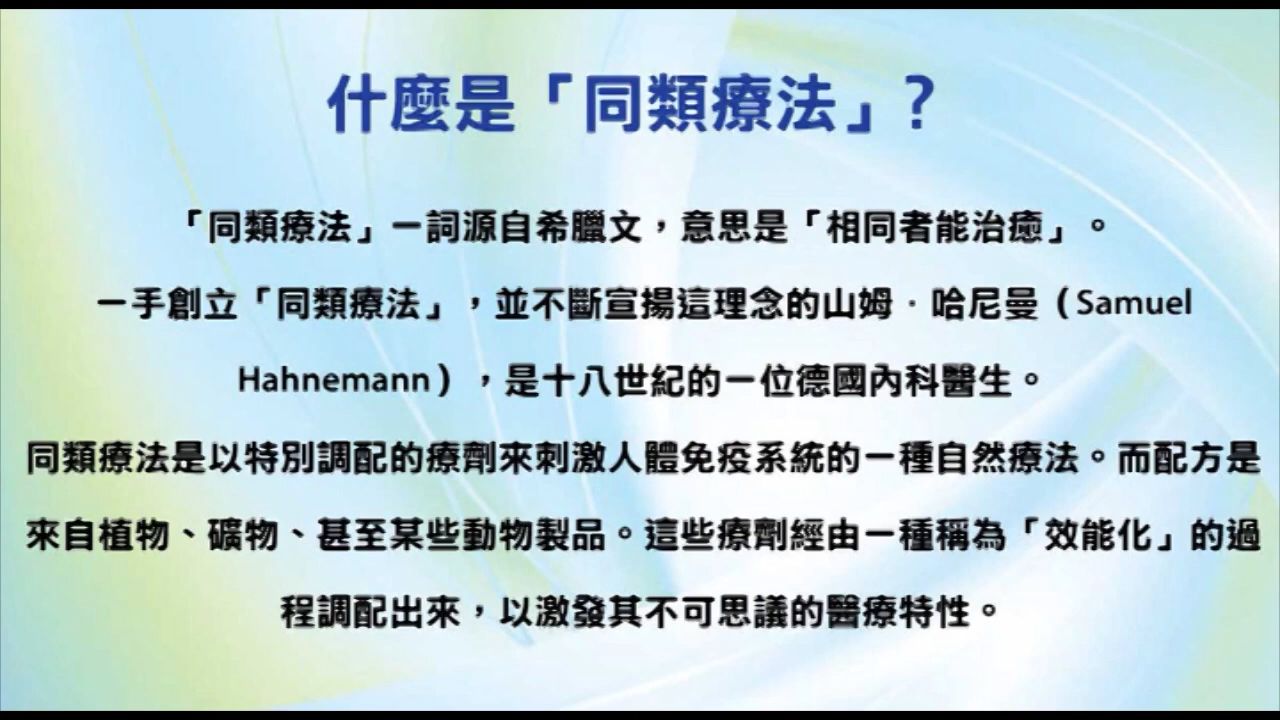 什麼是「同類療法」?
「同類療法」一詞源自希臘文，意思是「相同者能治癒」。
一手創立「同類療法」，並不斷宣揚這理念的山姆．哈尼曼（Samuel
Hahnemann），是十八世紀的一位德國內科醫生。
同類療法是以特別調配的療劑來刺激人體免疫系統的一種自然療法。而配方是
來自植物、礦物、甚至某些動物製品。這些療劑經由一種稱為「效能化」的過
程調配出來，以激發其不可思議的醫療特性。